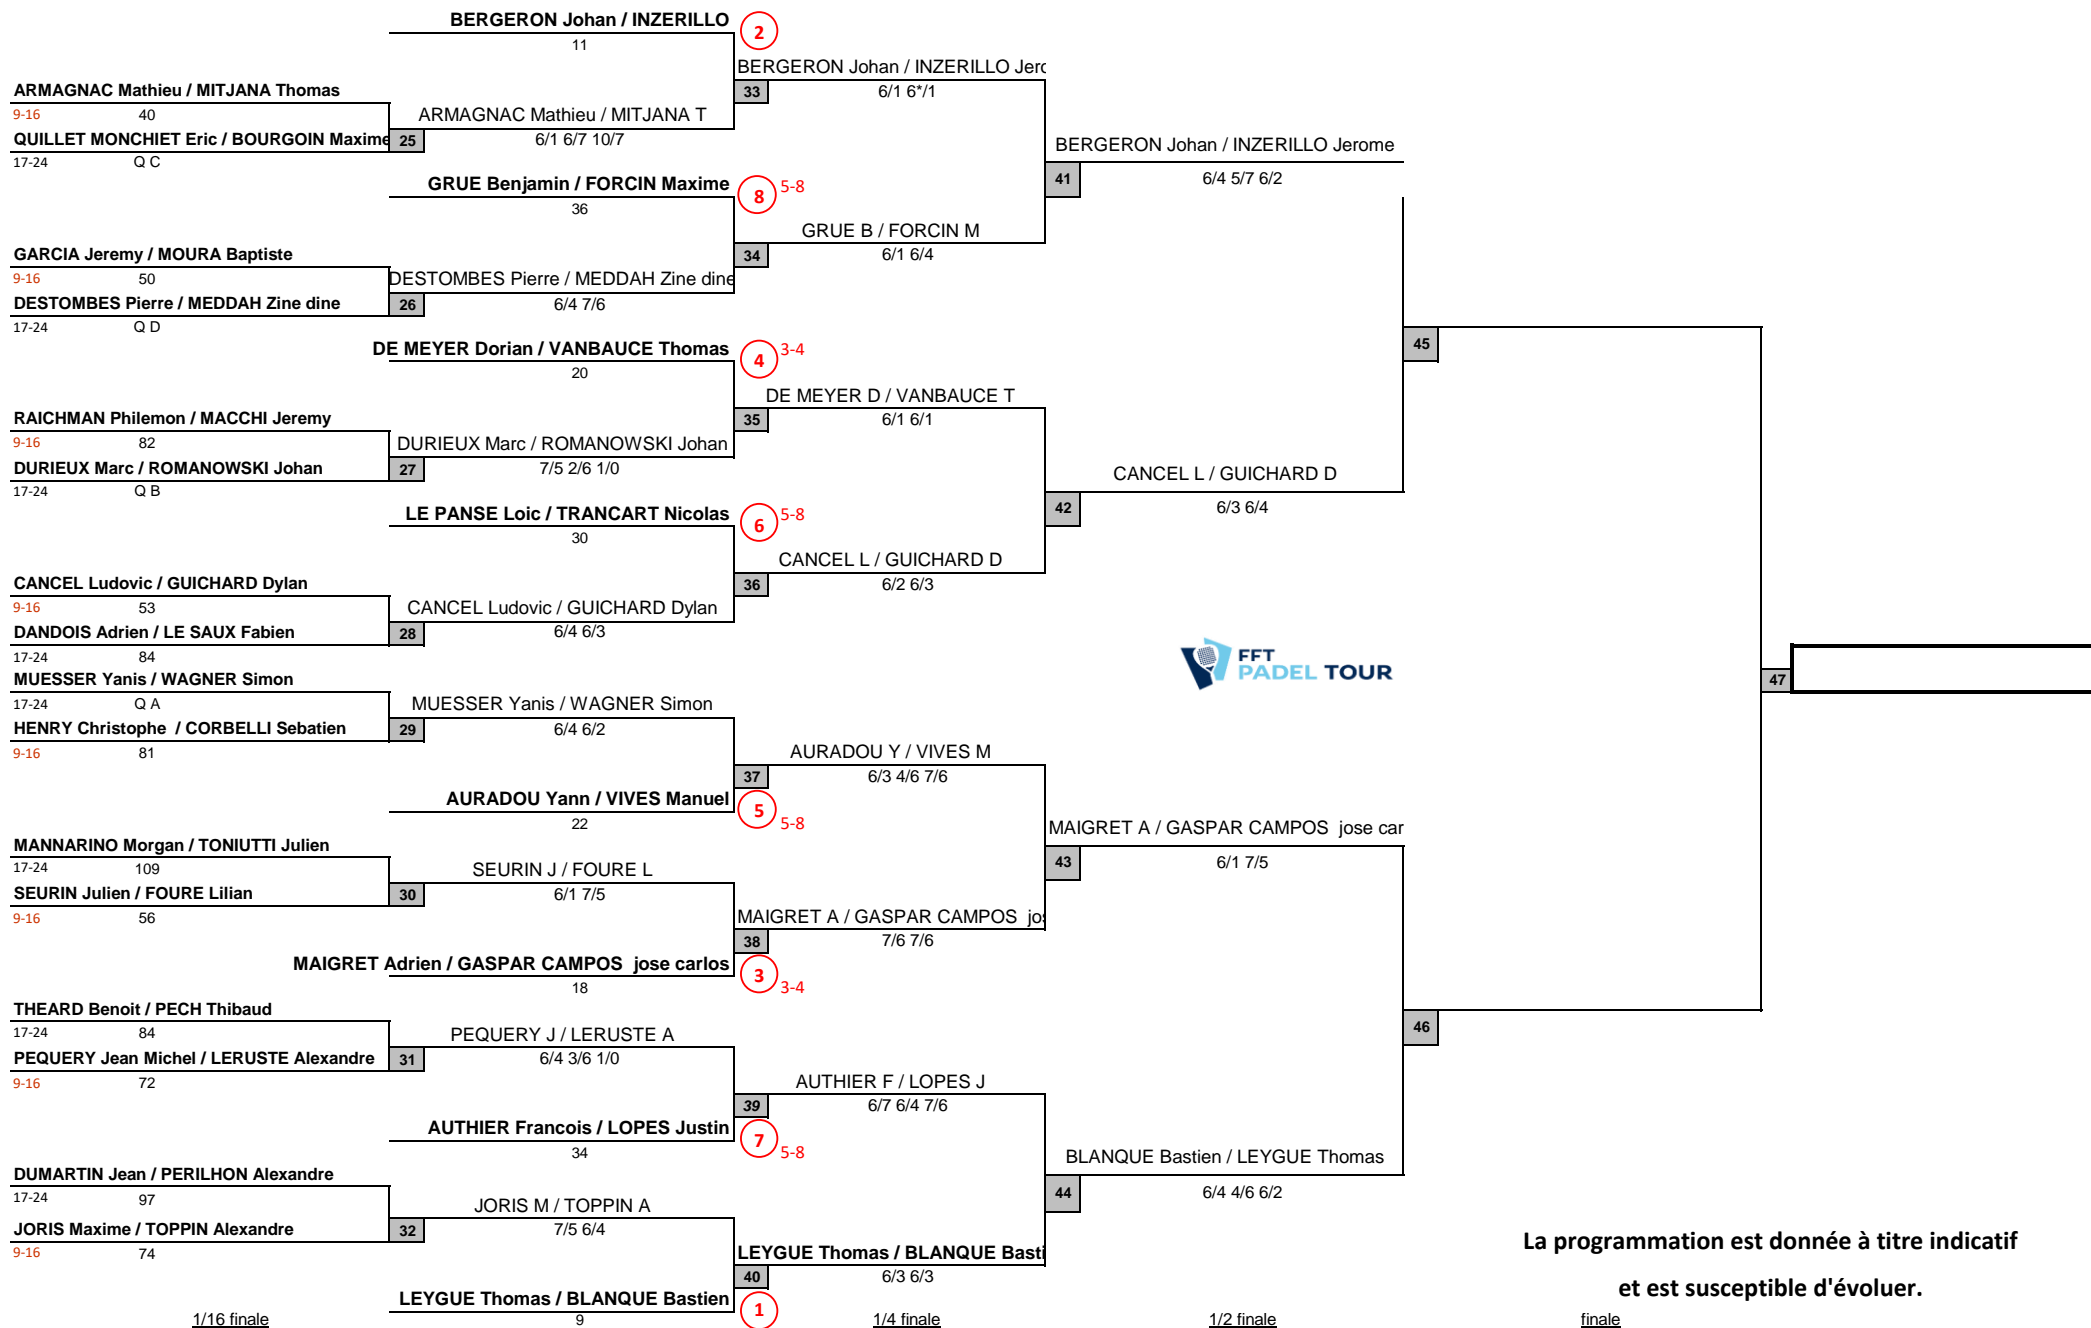 BERGERON Johan / INZERILLO
2
11
BERGERON Johan / INZERILLO Jero
33
6/1 6*/1
ARMAGNAC Mathieu / MITJANA Thomas
9-16 40
ARMAGNAC Mathieu / MITJANA T
QUILLET MONCHIET Eric / BOURGOIN Maxime
25
6/1 6/7 10/7
17-24 Q C
BERGERON Johan / INZERILLO Jerome
41
6/4 5/7 6/2
GRUE Benjamin / FORCIN Maxime
8
5-8
36
GRUE B / FORCIN M
34
6/1 6/4
GARCIA Jeremy / MOURA Baptiste
9-16 50
DESTOMBES Pierre / MEDDAH Zine dine
DESTOMBES Pierre / MEDDAH Zine dine
26
6/4 7/6
17-24 Q D
DE MEYER Dorian / VANBAUCE Thomas
4
3-4
45
20
DE MEYER D / VANBAUCE T
35
6/1 6/1
RAICHMAN Philemon / MACCHI Jeremy
9-16 82
DURIEUX Marc / ROMANOWSKI Johan
DURIEUX Marc / ROMANOWSKI Johan
27
7/5 2/6 1/0
17-24 Q B
CANCEL L / GUICHARD D
42
6/3 6/4
LE PANSE Loic / TRANCART Nicolas
6
5-8
30
CANCEL L / GUICHARD D
36
6/2 6/3
CANCEL Ludovic / GUICHARD Dylan
9-16 53
CANCEL Ludovic / GUICHARD Dylan
DANDOIS Adrien / LE SAUX Fabien
28
6/4 6/3
17-24 84
FFT
PADEL TOUR
47
MUESSER Yanis / WAGNER Simon
17-24 Q A
MUESSER Yanis / WAGNER Simon
HENRY Christophe / CORBELLI Sebatien
29
6/4 6/2
9-16 81
AURADOU Y / VIVES M
37
6/3 4/6 7/6
AURADOU Yann / VIVES Manuel
5
5-8
22
MAIGRET A / GASPAR CAMPOS jose car
43
6/1 7/5
MANNARINO Morgan / TONIUTTI Julien
17-24 109
SEURIN J / FOURE L
SEURIN Julien / FOURE Lilian
30
6/1 7/5
9-16 56
MAIGRET A / GASPAR CAMPOS jos
38
7/6 7/6
MAIGRET Adrien / GASPAR CAMPOS jose carlos
3
3-4
18
THEARD Benoit / PECH Thibaud
17-24 84
PEQUERY J / LERUSTE A
46
PEQUERY Jean Michel / LERUSTE Alexandre
31
6/4 3/6 1/0
9-16 72
AUTHIER F / LOPES J
39
6/7 6/4 7/6
AUTHIER Francois / LOPES Justin
7
5-8
34
BLANQUE Bastien / LEYGUE Thomas
44
6/4 4/6 6/2
DUMARTIN Jean / PERILHON Alexandre
17-24 97
JORIS M / TOPPIN A
JORIS Maxime / TOPPIN Alexandre
32
7/5 6/4
9-16 74
LEYGUE Thomas / BLANQUE Basti
40
6/3 6/3
LEYGUE Thomas / BLANQUE Bastien
1
9
La programmation est donnée à titre indicatif
et est susceptible d'évoluer.
1/16 finale
1/4 finale
1/2 finale
finale